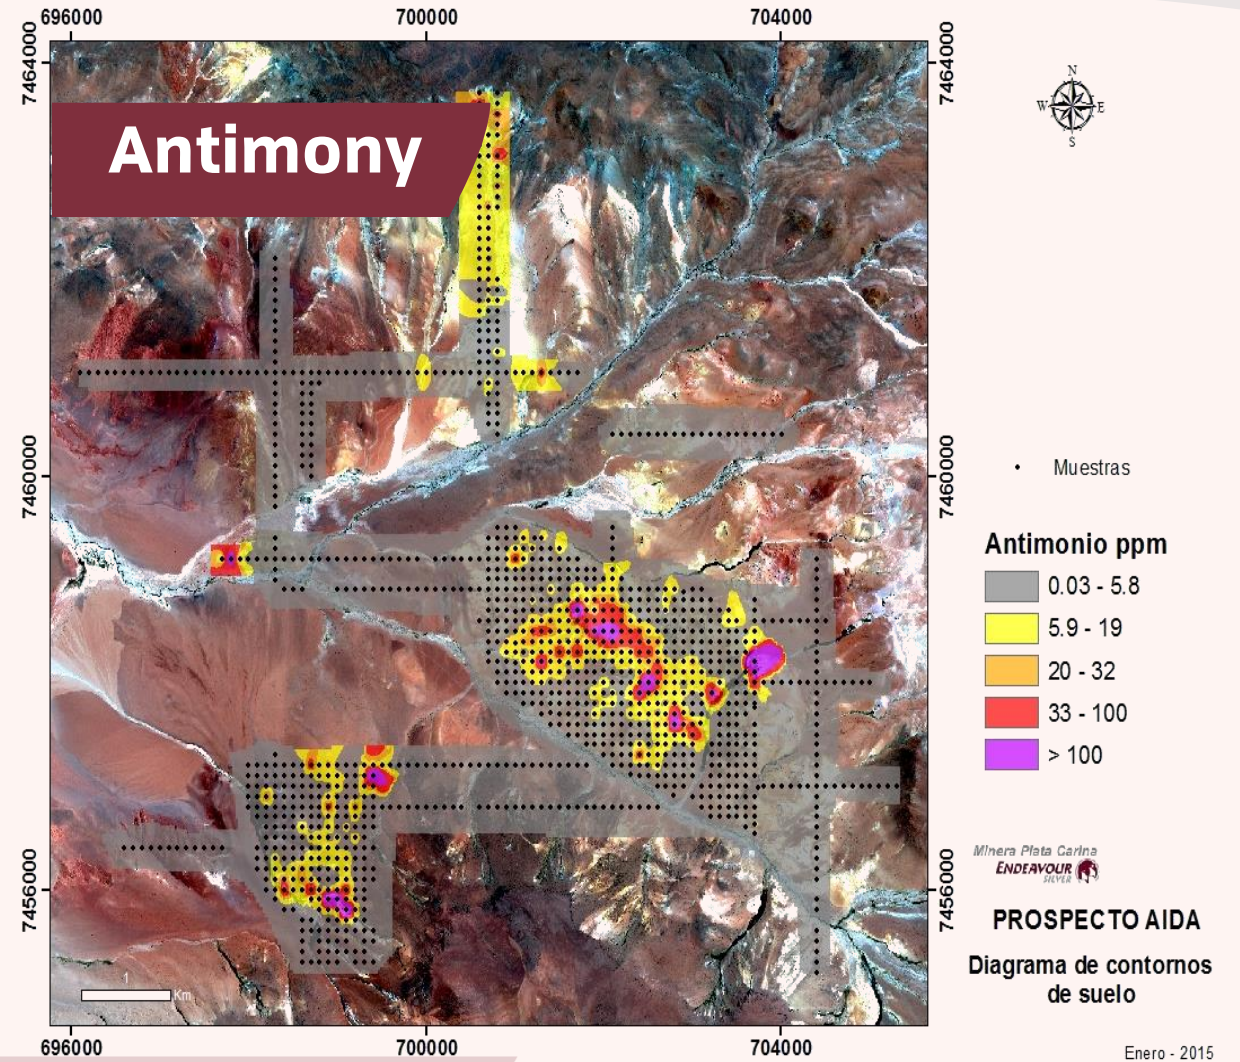 696000 700000 704000
7464000
7464000
Antimony
N
W E
S
7460000
7460000
Muestras
Antimonio ppm
0.03 - 5.8
5.9 - 19
20 - 32
33 - 100
> 100
7456000
7456000
Minera Plata Carina
ENDEAVOUR
SILVER
PROSPECTO AIDA
Diagrama de contornos
de suelo
1
Km
696000 700000 704000
Enero - 2015